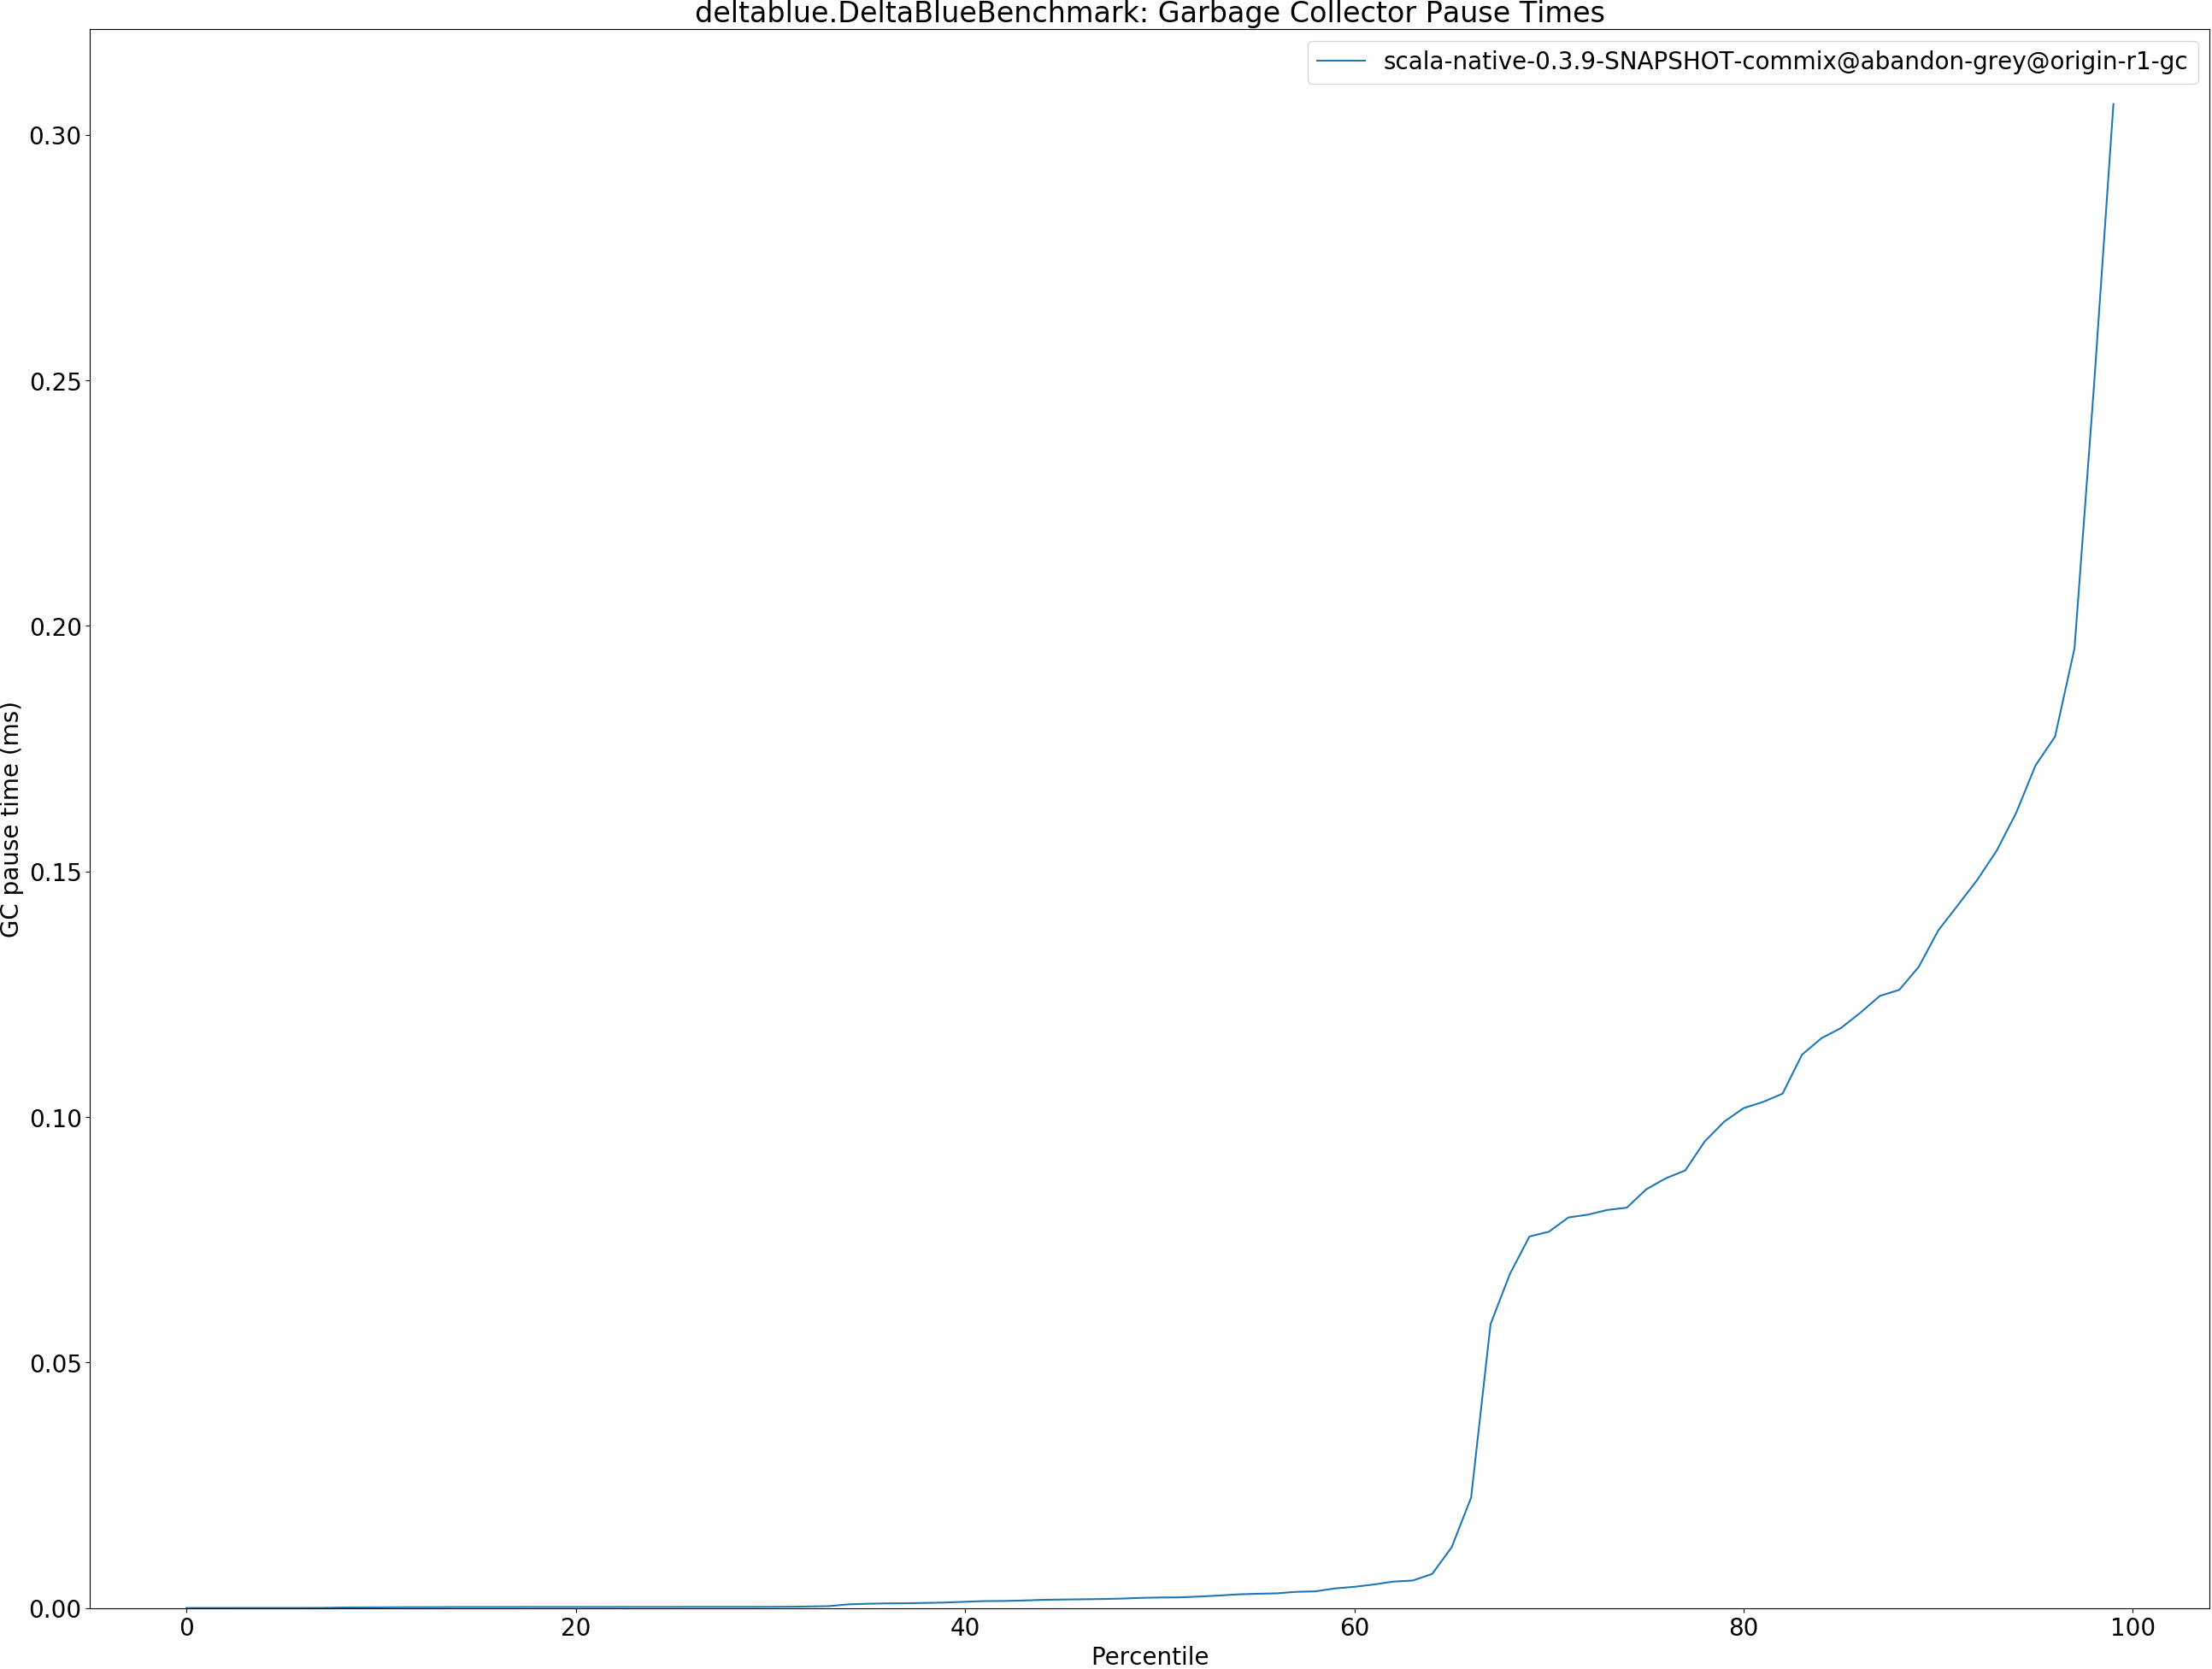 deltablue.DeltaBlueBenchmark: Garbage Collector Pause Times
scala-native-0.3.9-SNAPSHOT-commix@abandon-grey@origin-r1-gc
0.30
0.25
0.20
0.15
0.10
0.05
0.00
GC pause time (ms)
0 20 40 60 80 100
Percentile